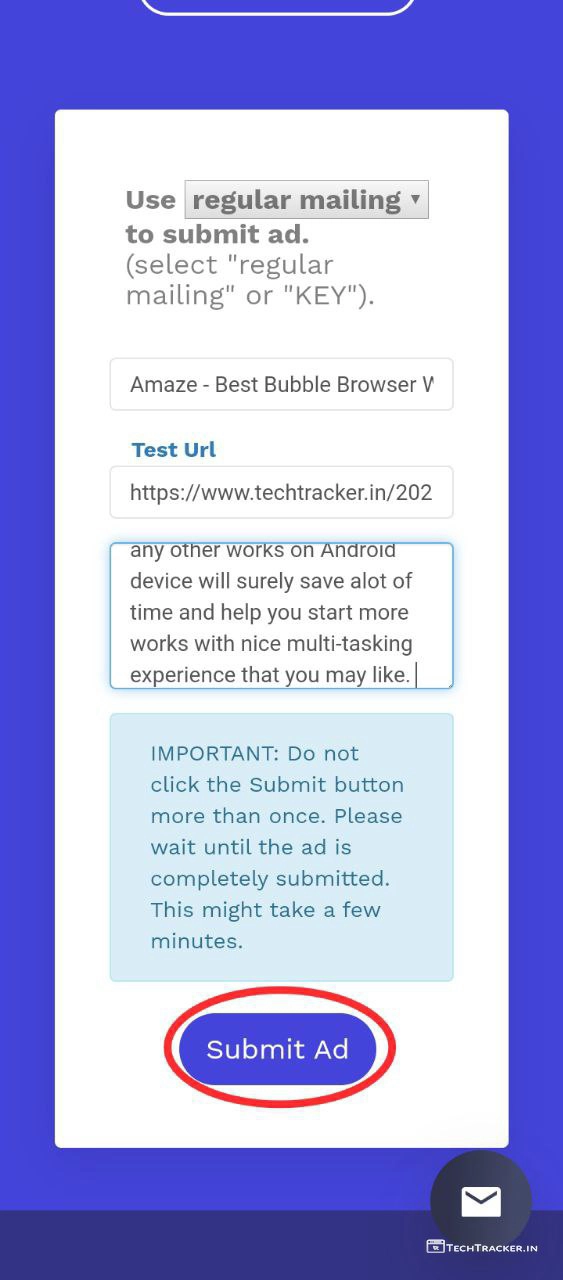 Use regular mailing
to submit ad.
(select "regular
mailing" or "KEY").
Amaze - Best Bubble Browser
Test Url
https://www.techtracker.in/202
any other works on Android
device will surely save alot of
time and help you start more
works with nice multi-tasking
experience that you may like.
IMPORTANT: Do not
click the Submit button
more than once. Please
wait until the ad is
completely submitted.
This might take a few
minutes.
Submit Ad
TECHTRACKER.IN